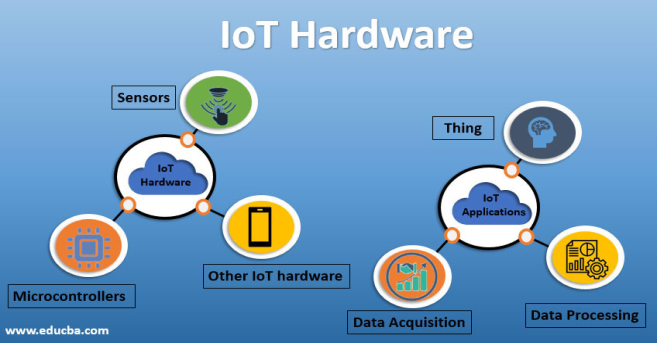 IoT Hardware
Sensors
IoT
Hardware
Microcontrollers
Other IoT hardware
Thing
IoT
Applications
Data Acquisition
Data Processing
www.educba.com